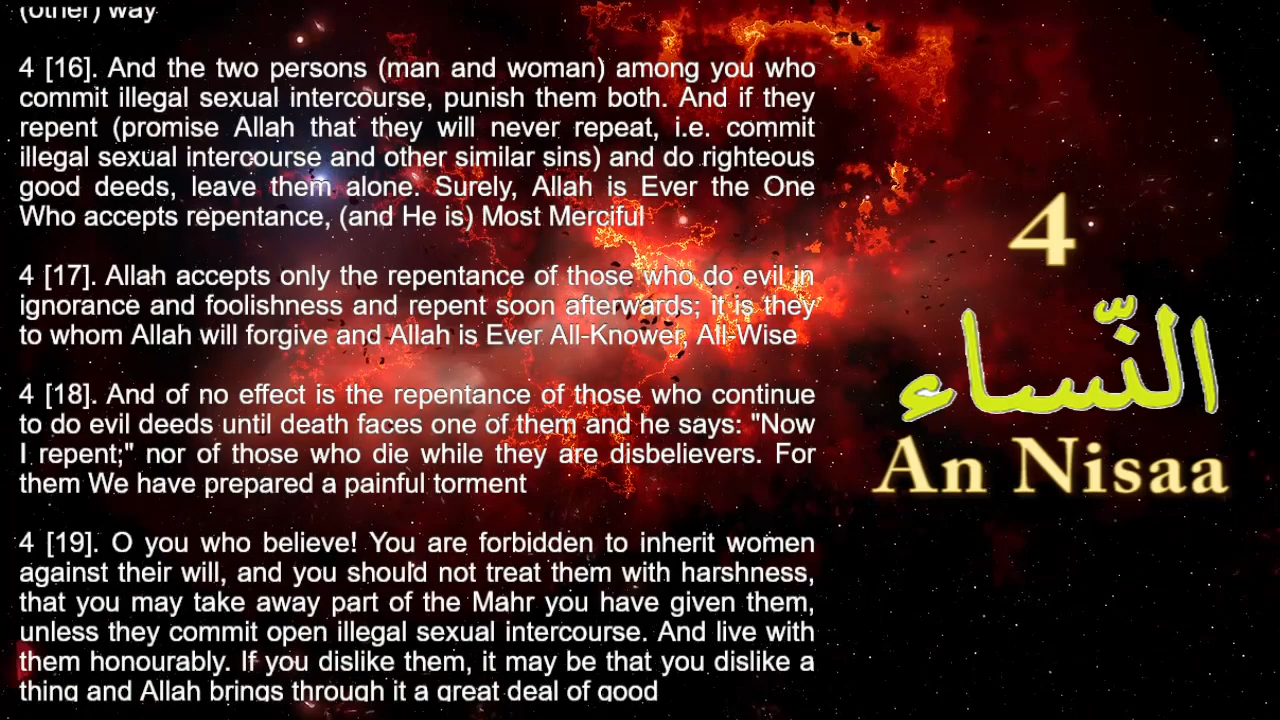 (other) way
4 [16]. And the two persons (man and woman) among you who
commit illegal sexual intercourse, punish them both. And if they
repent (promise Allah that they will never repeat, i.e. commit
illegal sexual intercourse and other similar sins) and do righteous
good deeds, leave them alone. Surely, Allah is Ever the One
Who accepts repentance, (and He is) Most Merciful
4 [17]. Allah accepts only the repentance of those who do evil in
ignorance and foolishness and repent soon afterwards; it is they
to whom Allah will forgive and Allah is Ever All-Knower, All-Wise
4 [18]. And of no effect is the repentance of those who continue
to do evil deeds until death faces one of them and he says: "Now
I repent;" nor of those who die while they are disbelievers. For
them We have prepared a painful torment
4 [19]. O you who believe! You are forbidden to inherit women
against their will, and you should not treat them with harshness,
that you may take away part of the Mahr you have given them,
unless they commit open illegal sexual intercourse. And live with
them honourably. If you dislike them, it may be that you dislike a
thing and Allah brings through it a great deal of good
4
النّساء
An Nisaa